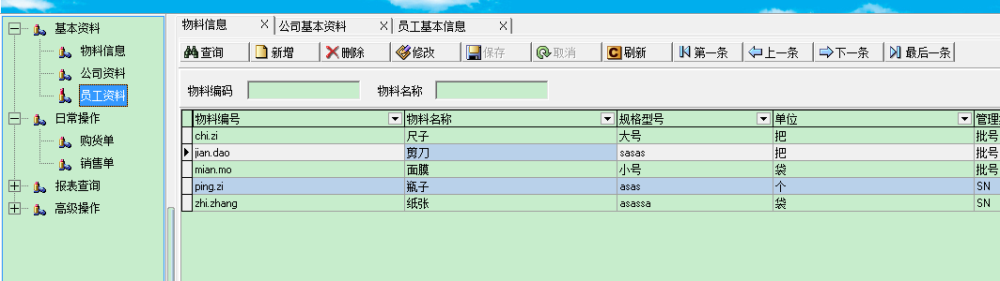 基本资料
物料信息
公司资料
员工资料
日常操作
购货单
销售单
报表查询
高级操作
物料信息 公司基本资料 员工基本信息
查询 新增 删除 修改 保存 取消 刷新 第一条 上一条 下一条 最后一条
物料编码 物料名称
物料编号 物料名称 规格型号 单位
chi.zi 尺子 大号 把 批号
jian.dao 剪刀 sasas 把 批号
mian.mo 面膜 小号 袋 批号
ping.zi 瓶子 asas 个 SN
zhi.zhang 纸张 asassa 袋 SN